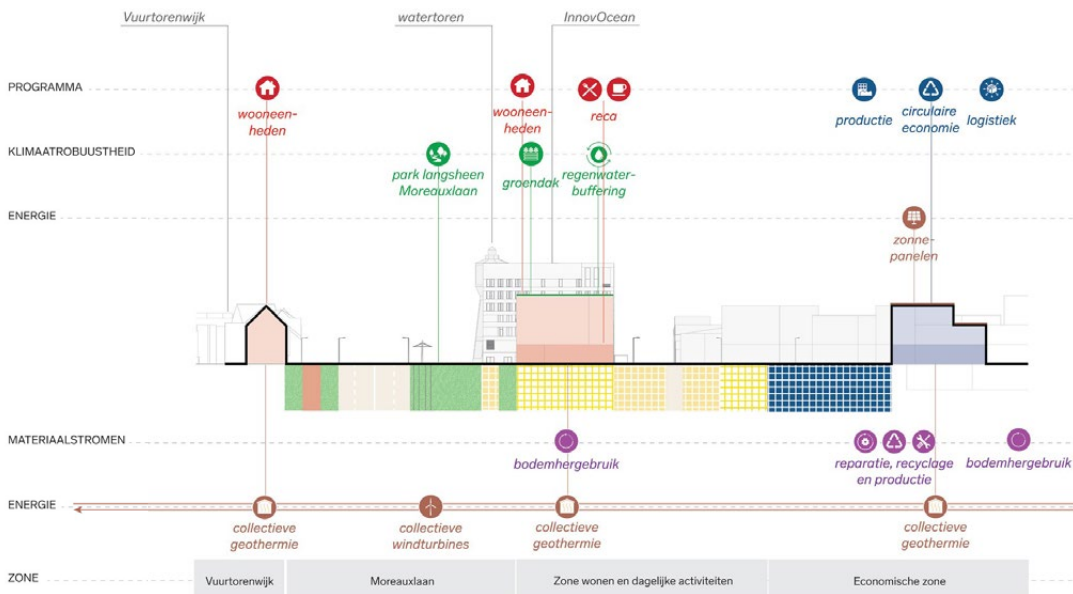 Vuurtorenwijk
watertoren
InnovOcean
PROGRAMMA
wooneen-
heden
wooneen-
heden
reca
productie
circulaire
economie
logistiek
KLIMAATROBUUSTHEID
park langsheen
Moreauxlaan
groendak
regenwater-
buffering
ENERGIE
zonne-
panelen
MATERIAALSTROMEN
bodemhergebruik
reparatie, recyclage
en productie
bodemhergebruik
ENERGIE
collectieve
geothermie
collectieve
windturbines
collectieve
geothermie
collectieve
geothermie
ZONE
Vuurtorenwijk
Moreauxlaan
Zone wonen en dagelijke activiteiten
Economische zone